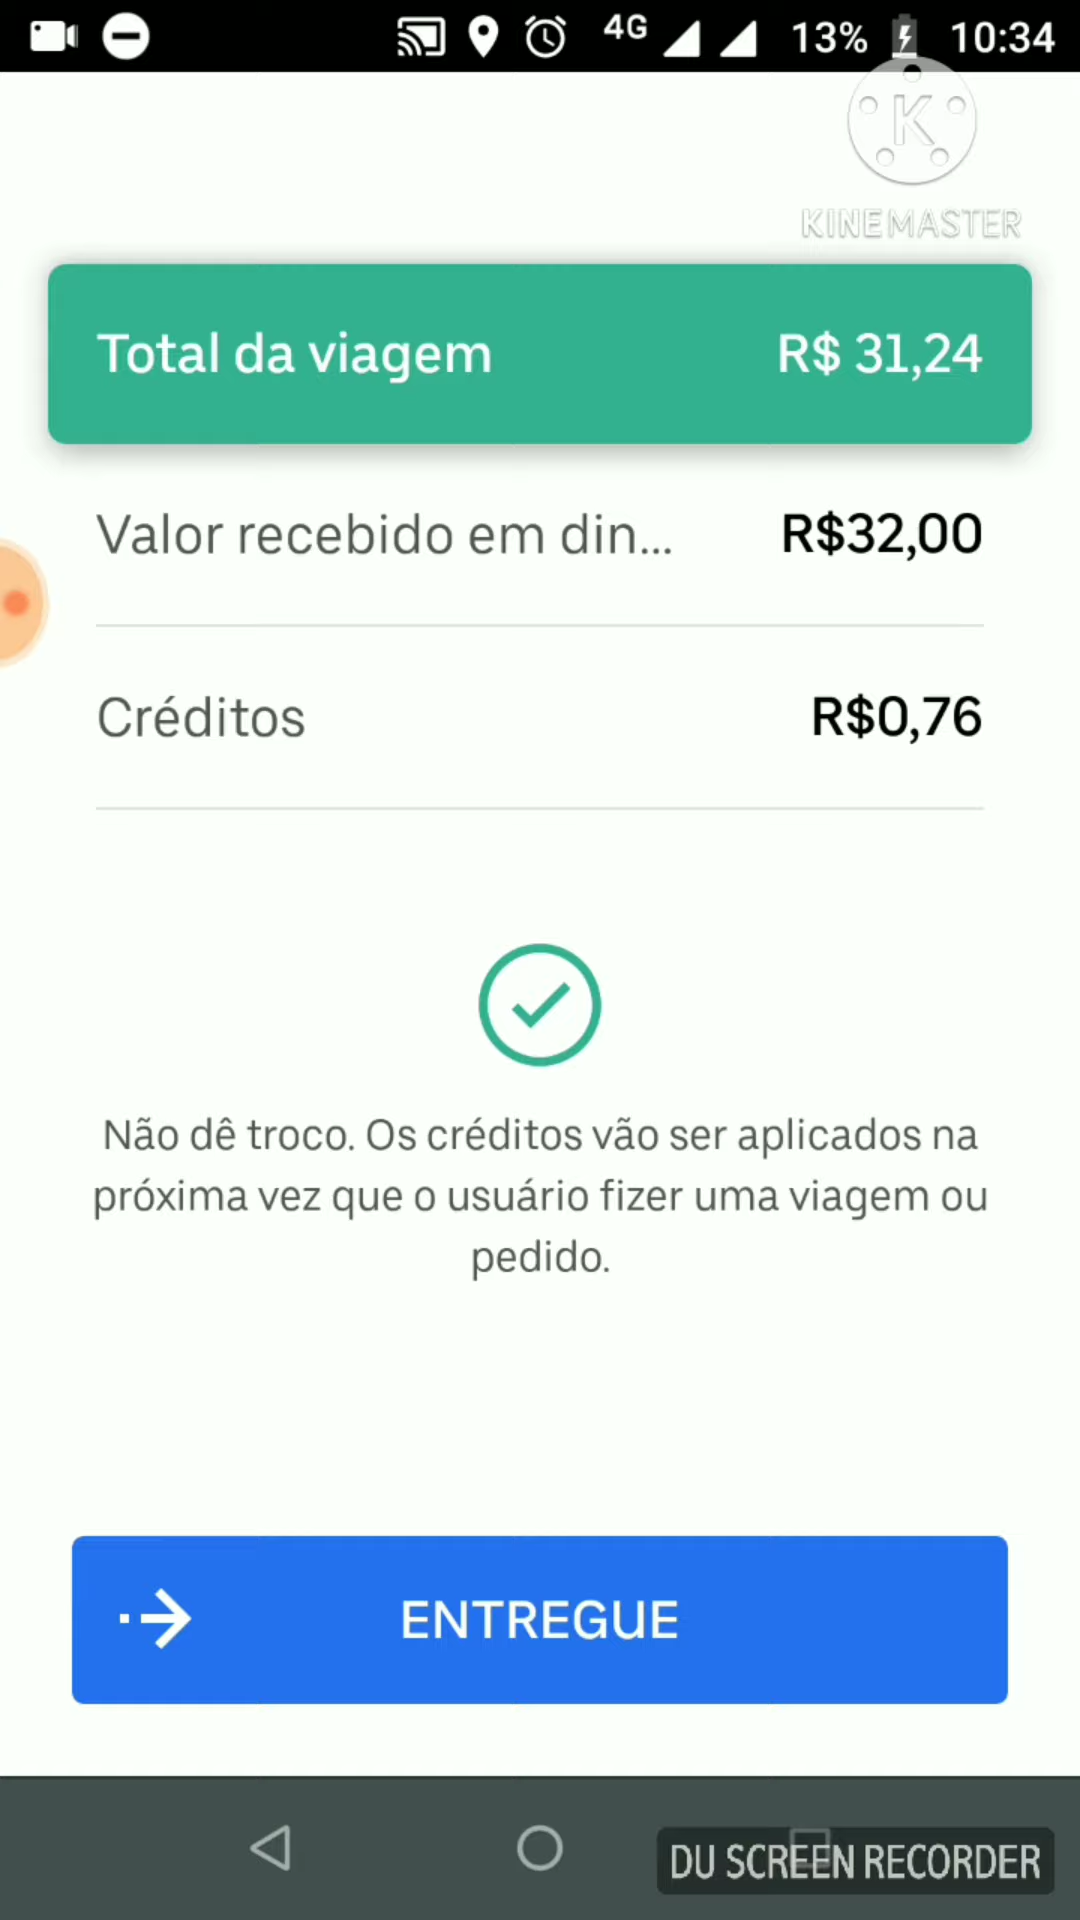 4G 13% 10:34
K
KINEMASTER
Total da viagem R$ 31,24
Valor recebido em din... R$32,00
Créditos R$0,76
Não dê troco. Os créditos vão ser aplicados na
próxima vez que o usuário fizer uma viagem ou
pedido.
ENTREGUE
DU SCREEN RECORDER